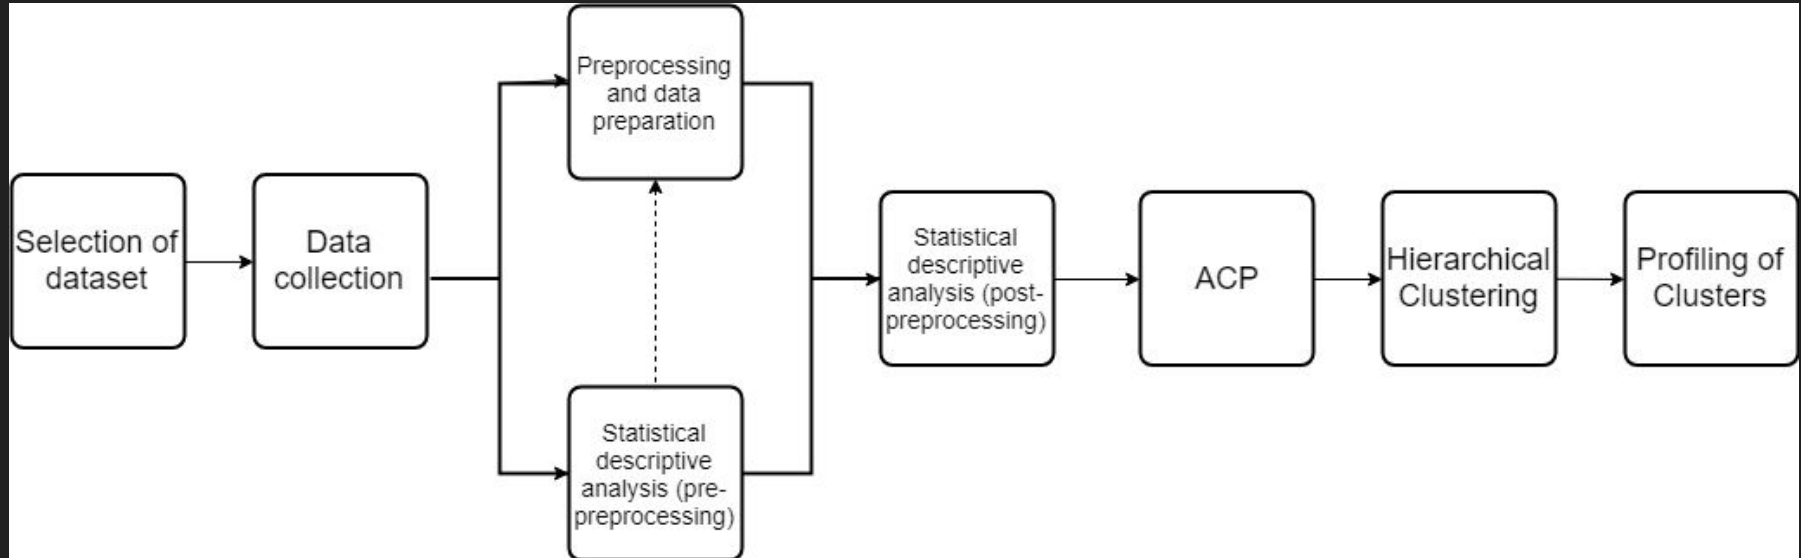 Selection of
dataset
Data
collection
Preprocessing
and data
preparation
Statistical
descriptive
analysis (pre-
preprocessing)
Statistical
descriptive
analysis (post-
preprocessing)
ACP
Hierarchical
Clustering
Profiling of
Clusters